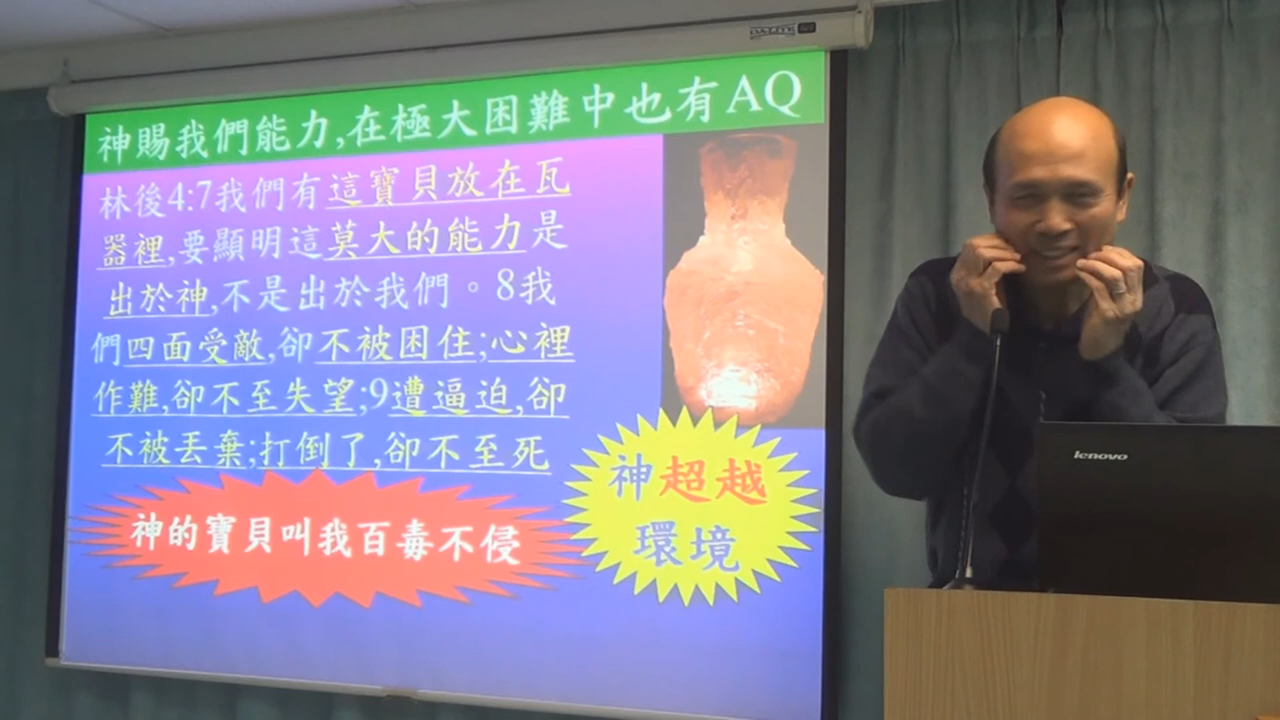 DA-LITE
神賜我們能力,在極大困難中也有AQ
林後4:7我們有這寶貝放在瓦
器裡,要顯明這莫大的能力是
出於神,不是出於我們。8我
們四面受敵,卻不被困住;心裡
作難,卻不至失望;9遭逼迫,卻
不被丟棄;打倒了,卻不至死
神的寶貝叫我百毒不侵
神超越
環境
lenovo